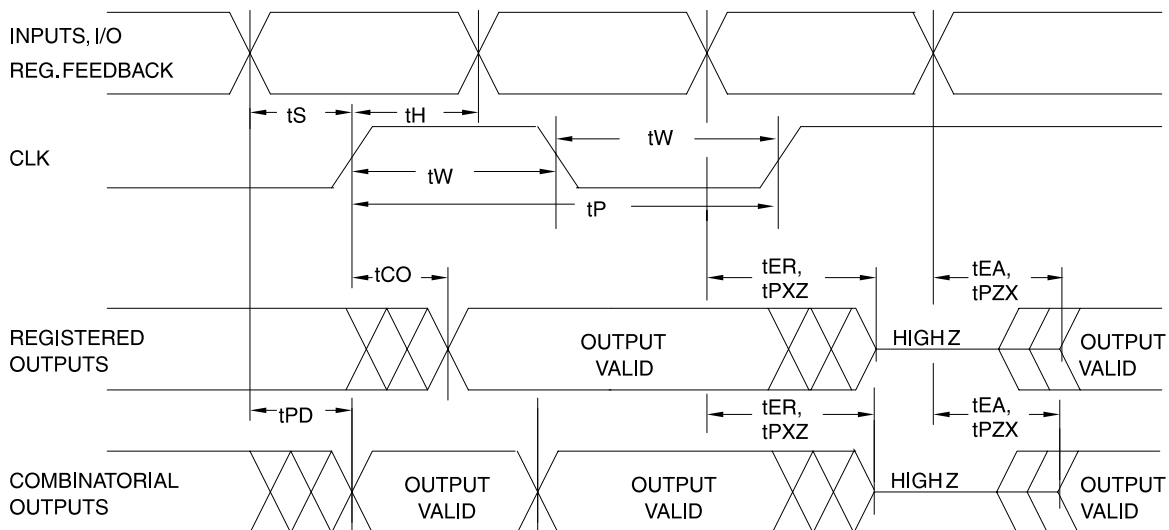 INPUTS, I/O
REG. FEEDBACK
tS
tH
CLK
tW
tW
tP
tCO
tER,
tPXZ
tEA,
tPZX
REGISTERED
OUTPUTS
OUTPUT
VALID
HIGH Z
OUTPUT
VALID
tPD
tER,
tPXZ
tEA,
tPZX
COMBINATORIAL
OUTPUTS
OUTPUT
VALID
OUTPUT
VALID
HIGH Z
OUTPUT
VALID